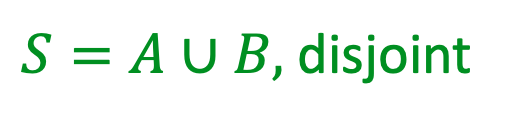 S = A ∪ B, disjoint